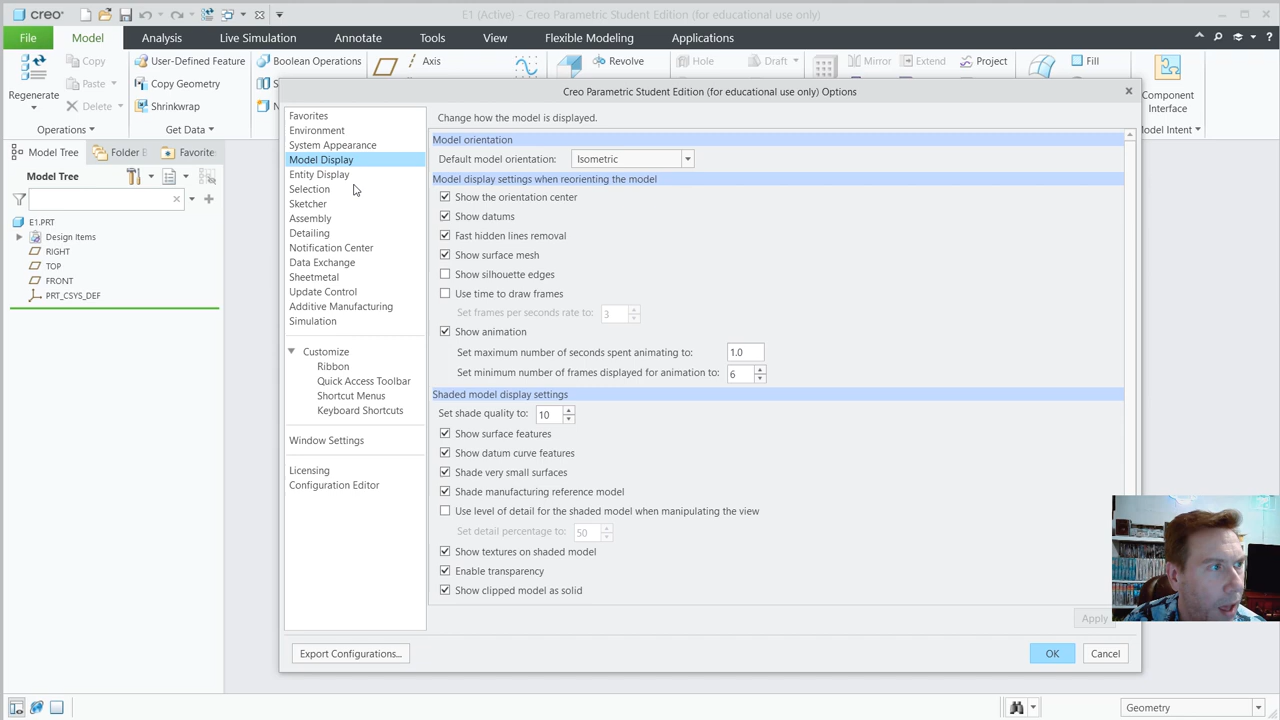 creo
E1 (Active) - Creo Parametric Student Edition (for educational use only)
File
Model
Analysis
Live Simulation
Annotate
Tools
View
Flexible Modeling
Applications
Regenerate
Copy
Paste
Delete
Operations
User-Defined Feature
Copy Geometry
Shrinkwrap
Get Data
Boolean Operations
Axis
Revolve
Hole
Draft
Mirror
Extend
Project
Fill
Component
Interface
Model Intent
Model Tree
Folder B
Favorite
Model Tree
E1.PRT
Design Items
RIGHT
TOP
FRONT
PRT_CSYS_DEF
Creo Parametric Student Edition (for educational use only) Options
Favorites
Environment
System Appearance
Model Display
Entity Display
Selection
Sketcher
Assembly
Detailing
Notification Center
Data Exchange
Sheetmetal
Update Control
Additive Manufacturing
Simulation
Customize
Ribbon
Quick Access Toolbar
Shortcut Menus
Keyboard Shortcuts
Window Settings
Licensing
Configuration Editor
Change how the model is displayed.
Model orientation
Default model orientation: Isometric
Model display settings when reorienting the model
Show the orientation center
Show datums
Fast hidden lines removal
Show surface mesh
Show silhouette edges
Use time to draw frames
Set frames per seconds rate to: 3
Show animation
Set maximum number of seconds spent animating to: 1.0
Set minimum number of frames displayed for animation to: 6
Shaded model display settings
Set shade quality to: 10
Show surface features
Show datum curve features
Shade very small surfaces
Shade manufacturing reference model
Use level of detail for the shaded model when manipulating the view
Set detail percentage to: 50
Show textures on shaded model
Enable transparency
Show clipped model as solid
Apply
Export Configurations...
OK
Cancel
Geometry